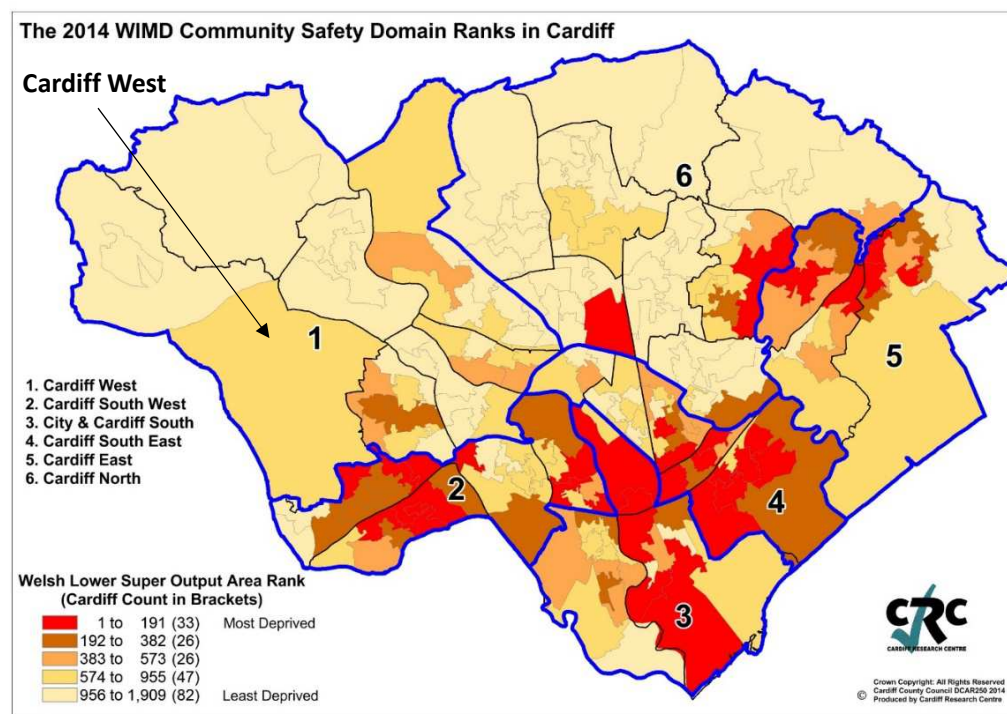 The 2014 WIMD Community Safety Domain Ranks in Cardiff
Cardiff West
6
1
5
1. Cardiff West
2. Cardiff South West
3. City & Cardiff South
4. Cardiff South East
5. Cardiff East
6. Cardiff North
2
4
3
Welsh Lower Super Output Area Rank
(Cardiff Count in Brackets)
1 to 191 (33) Most Deprived
192 to 382 (26)
383 to 573 (26)
574 to 955 (47)
956 to 1,909 (82) Least Deprived
CRC
CARDIFF RESEARCH CENTRE
Crown Copyright: All Rights Reserved
© Cardiff County Council DCAR250 2014
Produced by Cardiff Research Centre